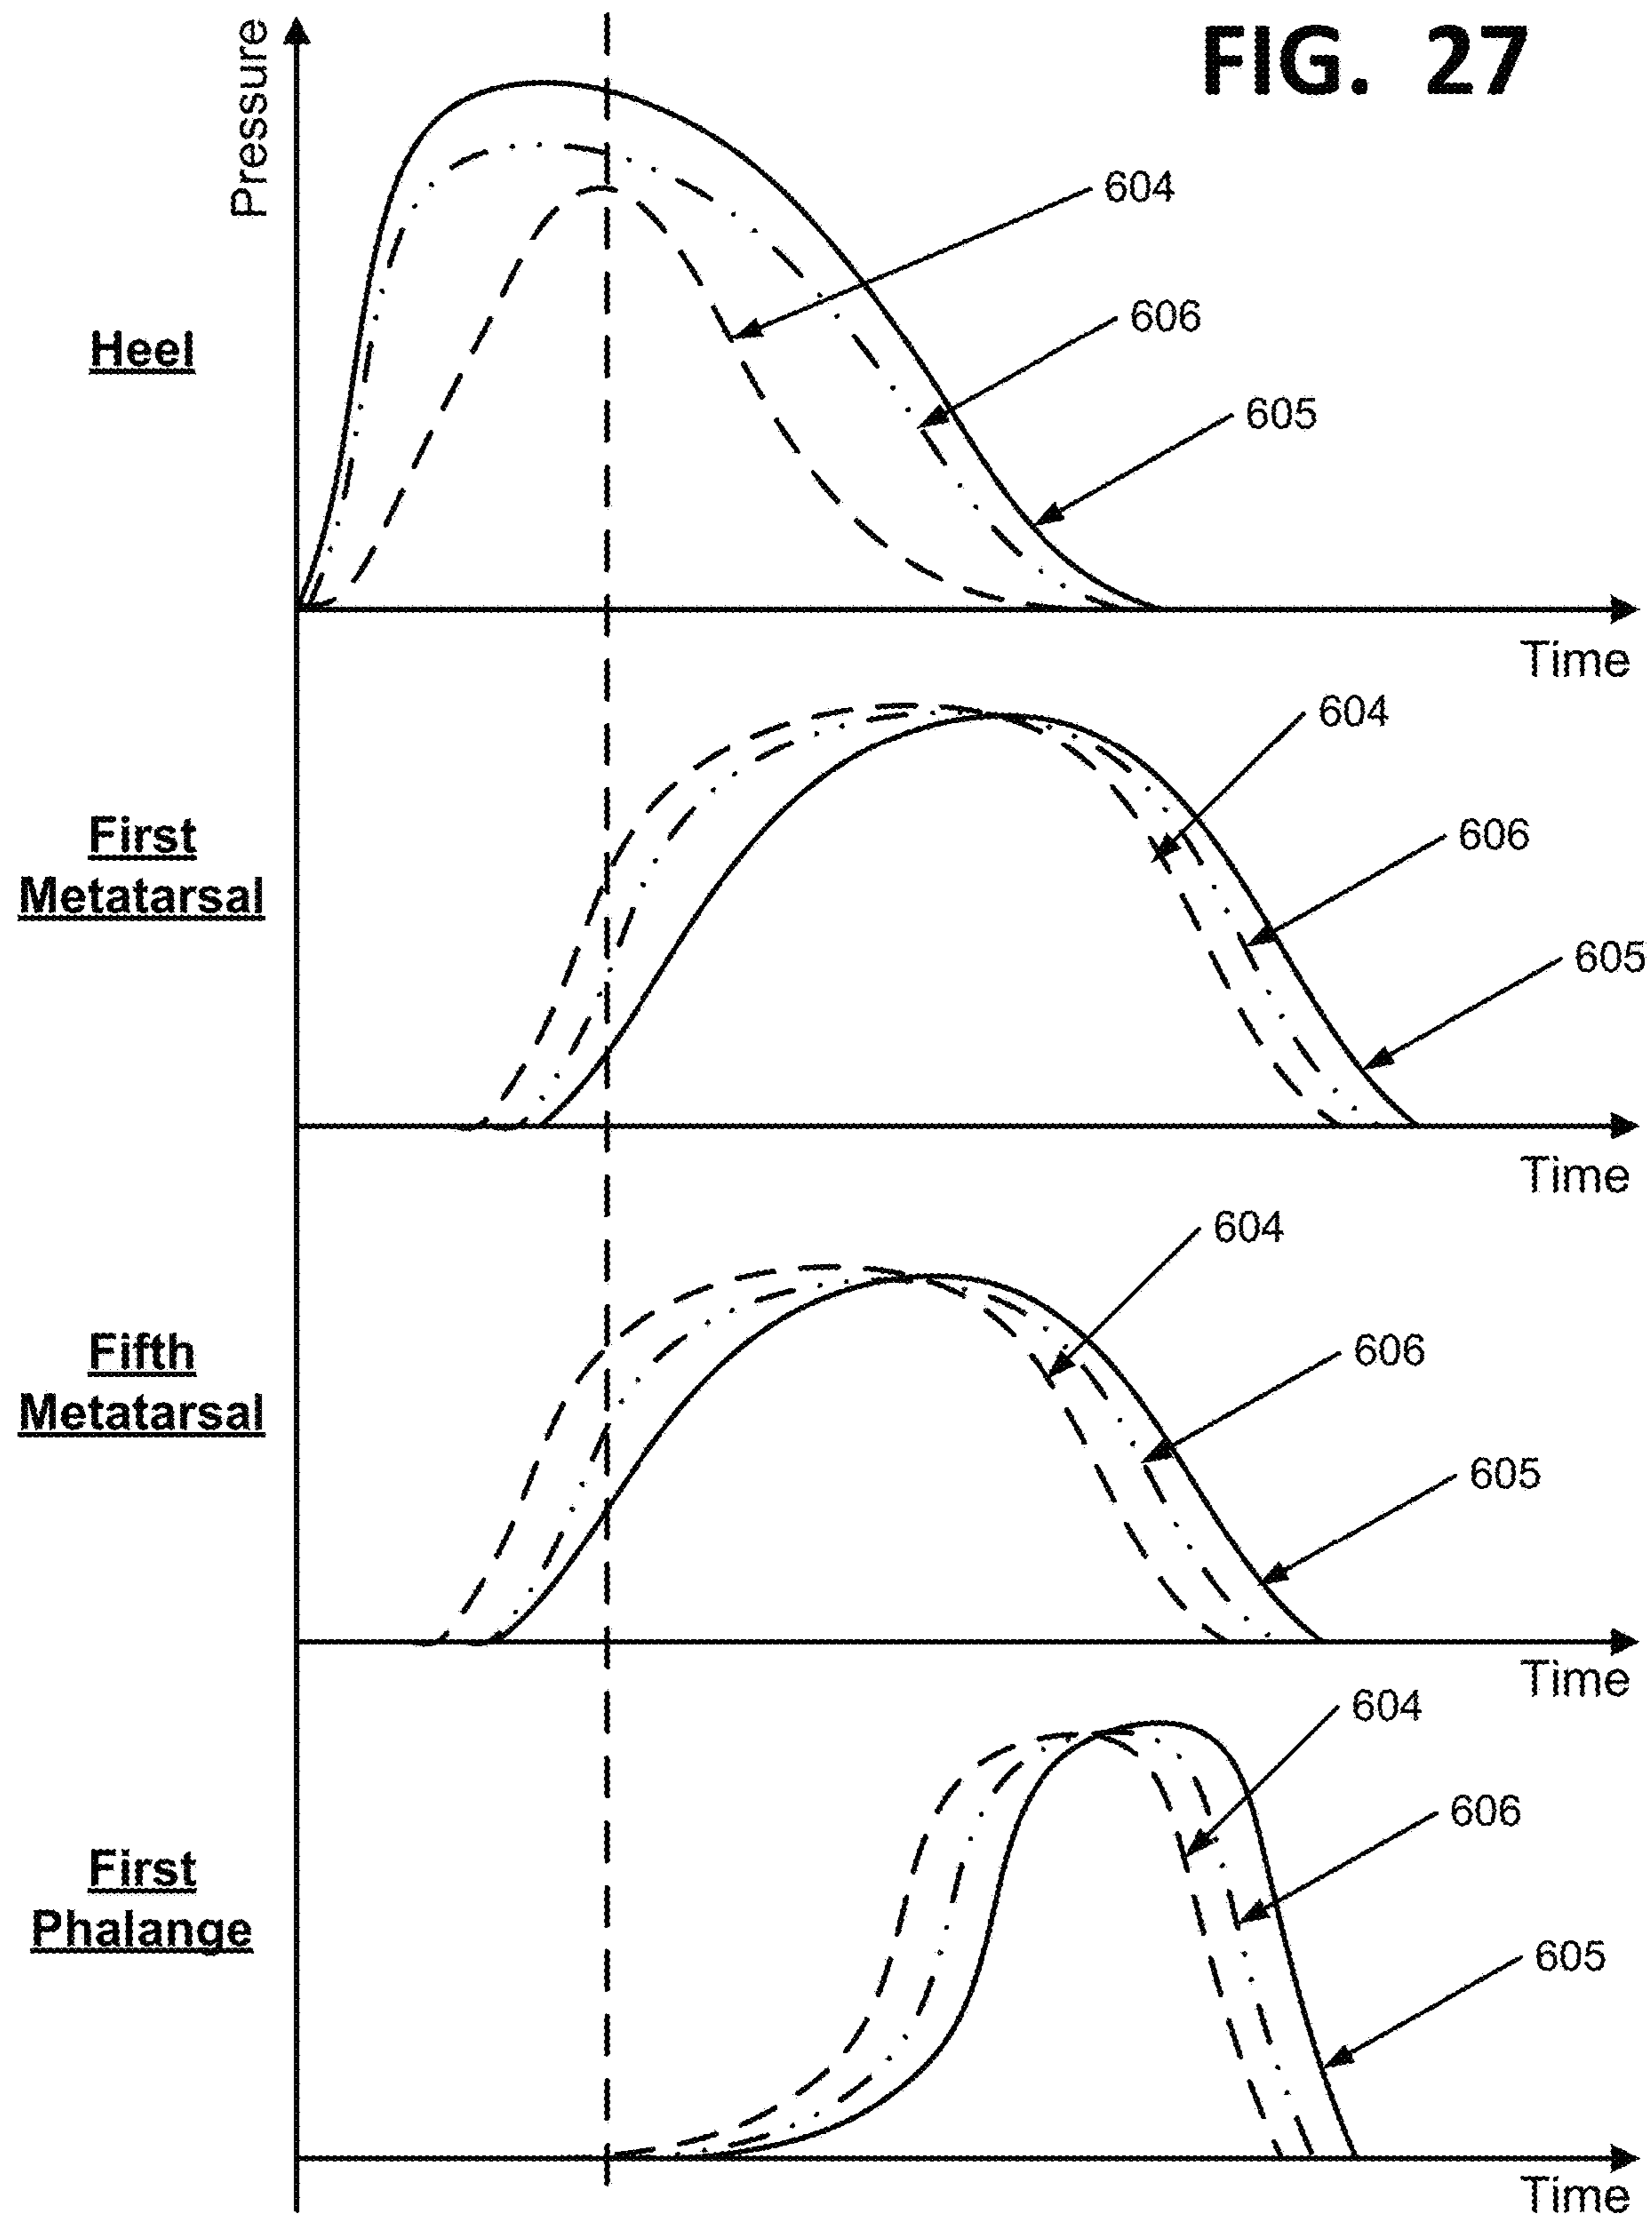 FIG. 27
Pressure
604
606
Heel
605
Time
604
First
606
Metatarsal
605
Time
604
Fifth
606
Metatarsal
605
Time
604
606
First
Phalange
605
Time